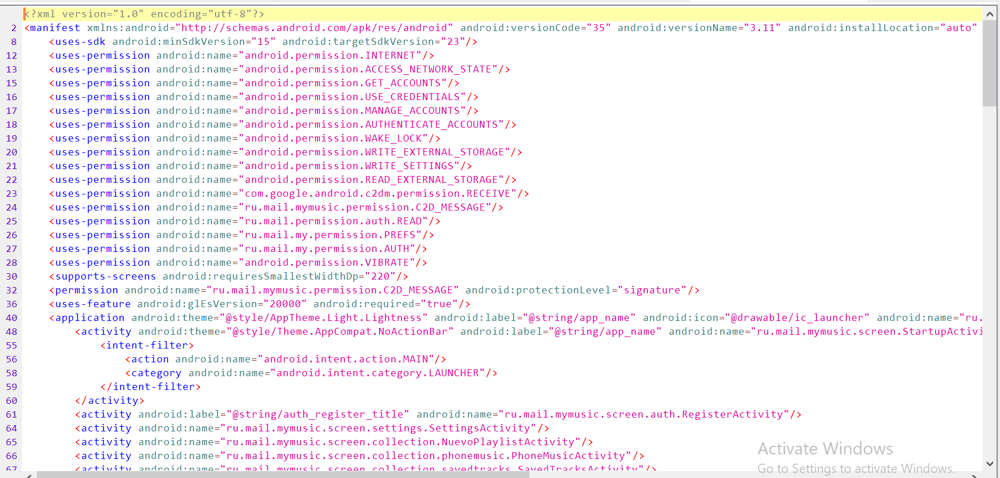 <?xml version="1.0" encoding="utf-8"?>
2 <manifest xmlns:android="http://schemas.android.com/apk/res/android" android:versionCode="35" android:versionName="3.11" android:installLocation="auto"
8 <uses-sdk android:minSdkVersion="15" android:targetSdkVersion="23"/>
12 <uses-permission android:name="android.permission.INTERNET"/>
13 <uses-permission android:name="android.permission.ACCESS_NETWORK_STATE"/>
15 <uses-permission android:name="android.permission.GET_ACCOUNTS"/>
16 <uses-permission android:name="android.permission.USE_CREDENTIALS"/>
17 <uses-permission android:name="android.permission.MANAGE_ACCOUNTS"/>
18 <uses-permission android:name="android.permission.AUTHENTICATE_ACCOUNTS"/>
19 <uses-permission android:name="android.permission.WAKE_LOCK"/>
20 <uses-permission android:name="android.permission.WRITE_EXTERNAL_STORAGE"/>
21 <uses-permission android:name="android.permission.WRITE_SETTINGS"/>
22 <uses-permission android:name="android.permission.READ_EXTERNAL_STORAGE"/>
23 <uses-permission android:name="com.google.android.c2dm.permission.RECEIVE"/>
24 <uses-permission android:name="ru.mail.mymusic.permission.C2D_MESSAGE"/>
25 <uses-permission android:name="ru.mail.permission.auth.READ"/>
26 <uses-permission android:name="ru.mail.my.permission.PREFS"/>
27 <uses-permission android:name="ru.mail.my.permission.AUTH"/>
28 <uses-permission android:name="android.permission.VIBRATE"/>
30 <supports-screens android:requiresSmallestWidthDp="220"/>
32 <permission android:name="ru.mail.mymusic.permission.C2D_MESSAGE" android:protectionLevel="signature"/>
36 <uses-feature android:glEsVersion="20000" android:required="true"/>
40 <application android:theme="@style/AppTheme.Light.Lightness" android:label="@string/app_name" android:icon="@drawable/ic_launcher" android:name="ru.
48 <activity android:theme="@style/Theme.AppCompat.NoActionBar" android:label="@string/app_name" android:name="ru.mail.mymusic.screen.StartupActivi
55 <intent-filter>
56 <action android:name="android.intent.action.MAIN"/>
58 <category android:name="android.intent.category.LAUNCHER"/>
59 </intent-filter>
60 </activity>
61 <activity android:label="@string/auth_register_title" android:name="ru.mail.mymusic.screen.auth.RegisterActivity"/>
64 <activity android:name="ru.mail.mymusic.screen.settings.SettingsActivity"/>
65 <activity android:name="ru.mail.mymusic.screen.collection.NuevoPlaylistActivity"/>
66 <activity android:name="ru.mail.mymusic.screen.collection.phonemusic.PhoneMusicActivity"/>
67 <activity android:name="ru.mail.mymusic.screen.collection.savedtracks.SavedTracksActivity"/>
Activate Windows
Go to Settings to activate Windows.